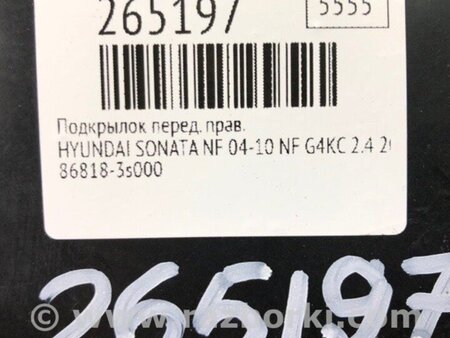 265197
5555
Подкрылок перед. прав.
HYUNDAI SONATA NF 04-10 NF G4KC 2.4
86818-3s000
265197